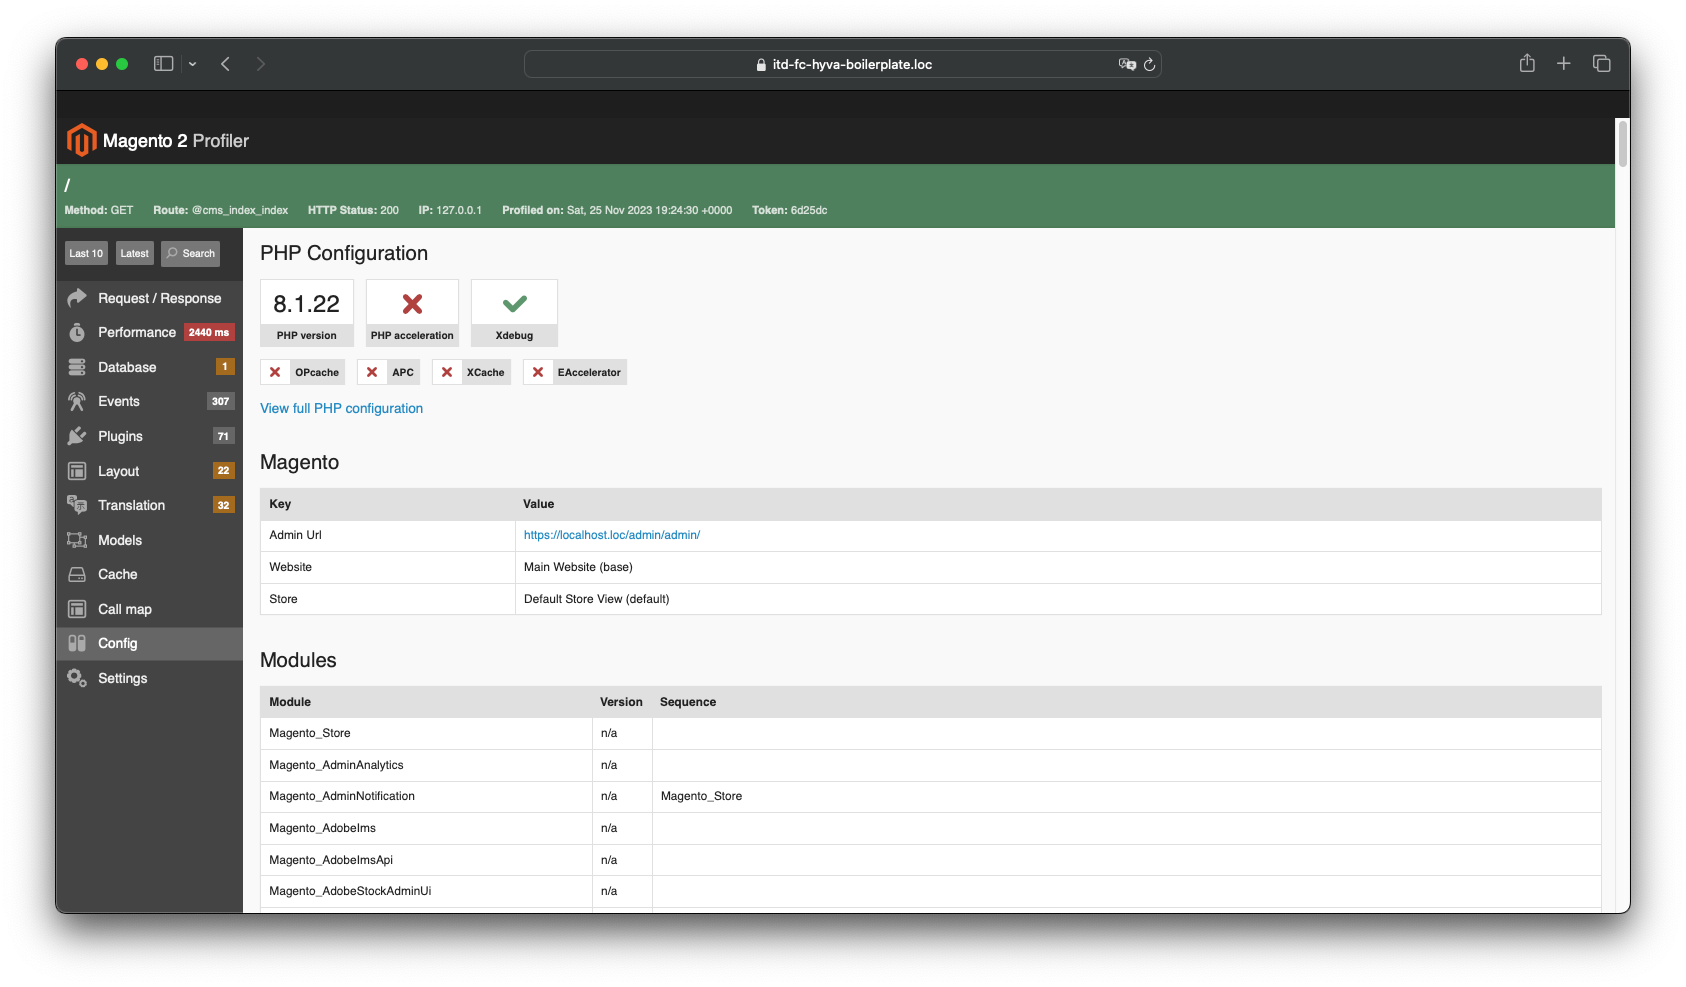 itd-fc-hyva-boilerplate.loc
Magento 2 Profiler
/
Method: GET Route: @cms_index_index HTTP Status: 200 IP: 127.0.0.1 Profiled on: Sat, 25 Nov 2023 19:24:30 +0000 Token: 6d25dc
Last 10 Latest Search
Request / Response
Performance 2440 ms
Database 1
Events 307
Plugins 71
Layout 22
Translation 32
Models
Cache
Call map
Config
Settings
PHP Configuration
8.1.22
PHP version PHP acceleration Xdebug
OPcache APC XCache EAccelerator
View full PHP configuration
Magento
Key Value
Admin Url https://localhost.loc/admin/admin/
Website Main Website (base)
Store Default Store View (default)
Modules
Module Version Sequence
Magento_Store n/a
Magento_AdminAnalytics n/a
Magento_AdminNotification n/a Magento_Store
Magento_AdobeIms n/a
Magento_AdobeImsApi n/a
Magento_AdobeStockAdminUi n/a